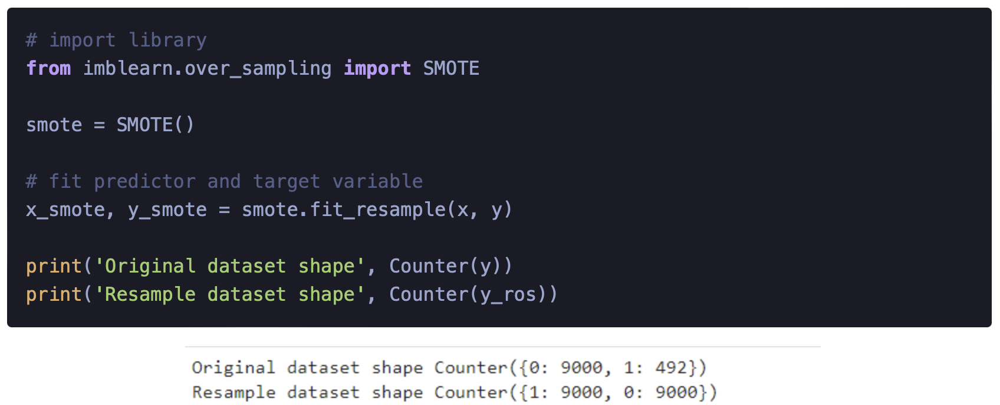 # import library
from imblearn.over_sampling import SMOTE
smote = SMOTE()
# fit predictor and target variable
x_smote, y_smote = smote.fit_resample(x, y)
print('Original dataset shape', Counter(y))
print('Resample dataset shape', Counter(y_ros))
Original dataset shape Counter({0: 9000, 1: 492})
Resample dataset shape Counter({1: 9000, 0: 9000})